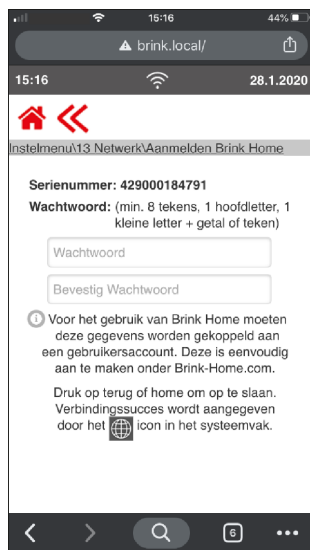 15:16
44%
brink.local/
15:16
28.1.2020
Instelmenu\13 Netwerk\Aanmelden Brink Home
Serienummer: 429000184791
Wachtwoord: (min. 8 tekens, 1 hoofdletter, 1
kleine letter + getal of teken)
Wachtwoord
Bevestig Wachtwoord
Voor het gebruik van Brink Home moeten
deze gegevens worden gekoppeld aan
een gebruikersaccount. Deze is eenvoudig
aan te maken onder Brink-Home.com.
Druk op terug of home om op te slaan.
Verbindingssucces wordt aangegeven
door het icon in het systeemvak.
6